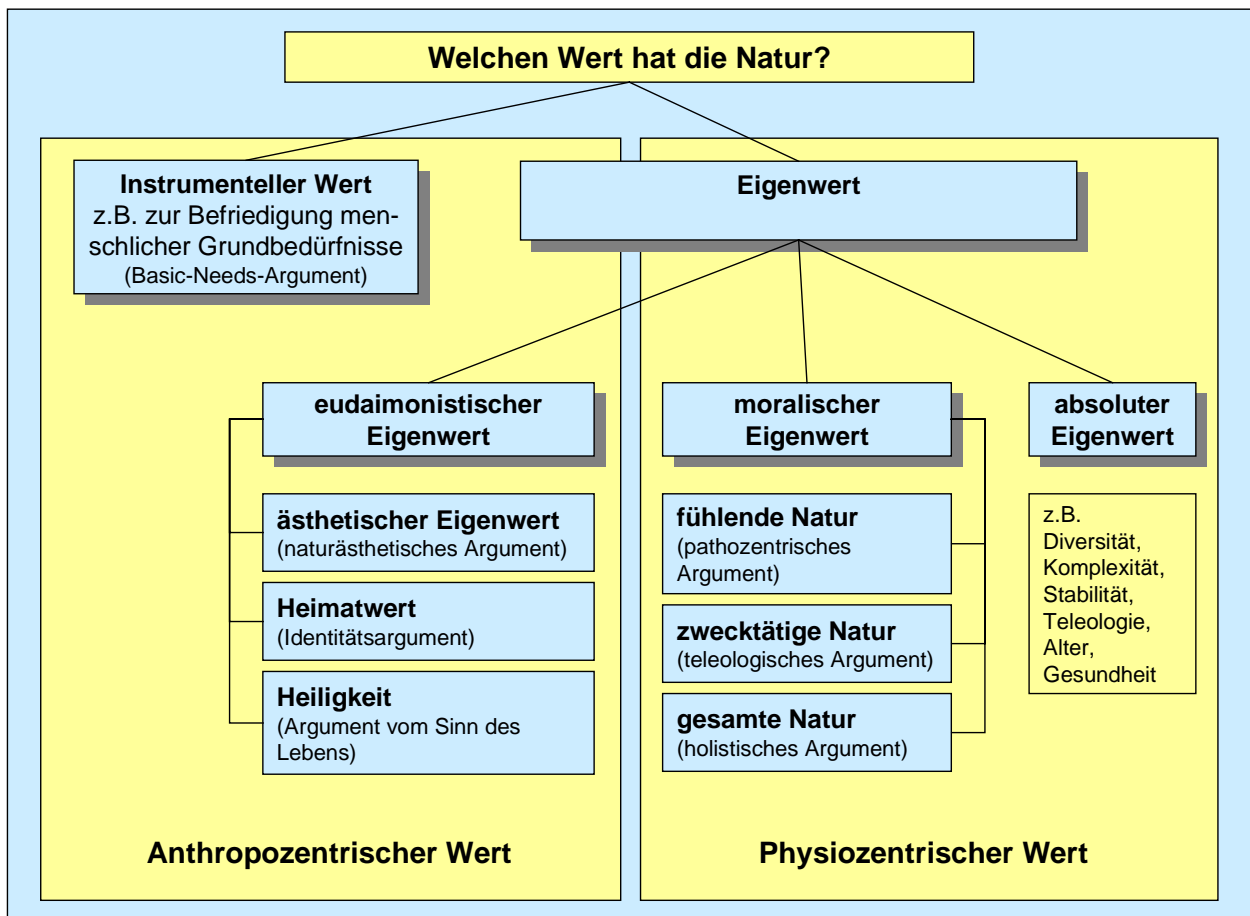 Welchen Wert hat die Natur?
Instrumenteller Wert
z.B. zur Befriedigung men-
schlicher Grundbedürfnisse
(Basic-Needs-Argument)
Eigenwert
eudaimonistischer
Eigenwert
ästhetischer Eigenwert
(naturästhetisches Argument)
Heimatwert
(Identitätsargument)
Heiligkeit
(Argument vom Sinn des
Lebens)
moralischer
Eigenwert
fühlende Natur
(pathozentrisches
Argument)
zwecktätige Natur
(teleologisches Argument)
gesamte Natur
(holistisches Argument)
absoluter
Eigenwert
z.B.
Diversität,
Komplexität,
Stabilität,
Teleologie,
Alter,
Gesundheit
Anthropozentrischer Wert
Physiozentrischer Wert